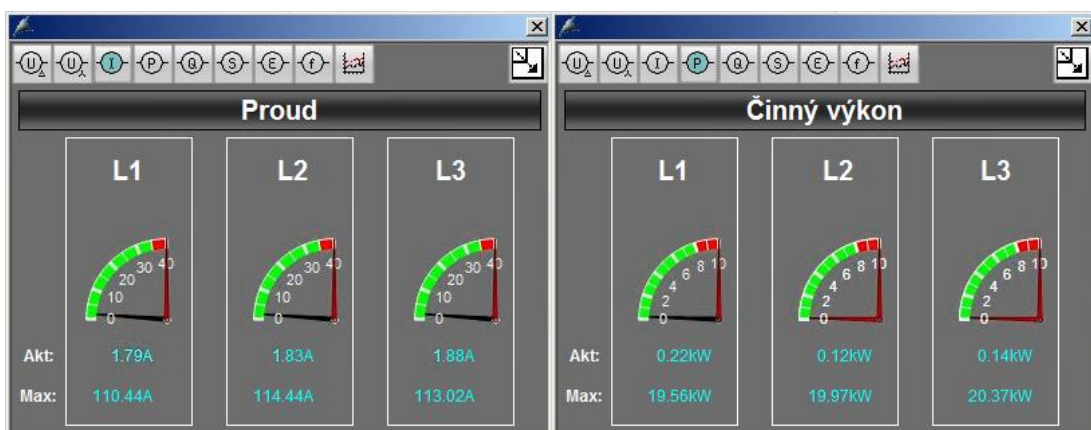 U U I P Q S E f
Proud
L1 L2 L3
0 10 20 30 40
0 10 20 30 40
0 10 20 30 40
Akt: 1.79A 1.83A 1.88A
Max: 110.44A 114.44A 113.02A
U U I P Q S E f
Činný výkon
L1 L2 L3
0 2 4 6 8 10
0 2 4 6 8 10
0 2 4 6 8 10
Akt: 0.22kW 0.12kW 0.14kW
Max: 19.56kW 19.97kW 20.37kW